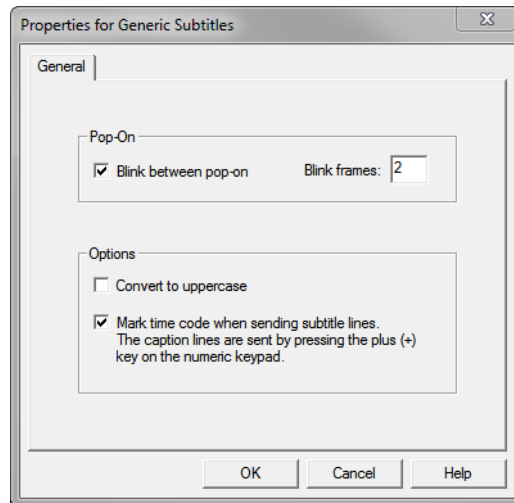 Properties for Generic Subtitles
General
Pop-On
Blink between pop-on
Blink frames: 2
Options
Convert to uppercase
Mark time code when sending subtitle lines.
The caption lines are sent by pressing the plus (+)
key on the numeric keypad.
OK
Cancel
Help